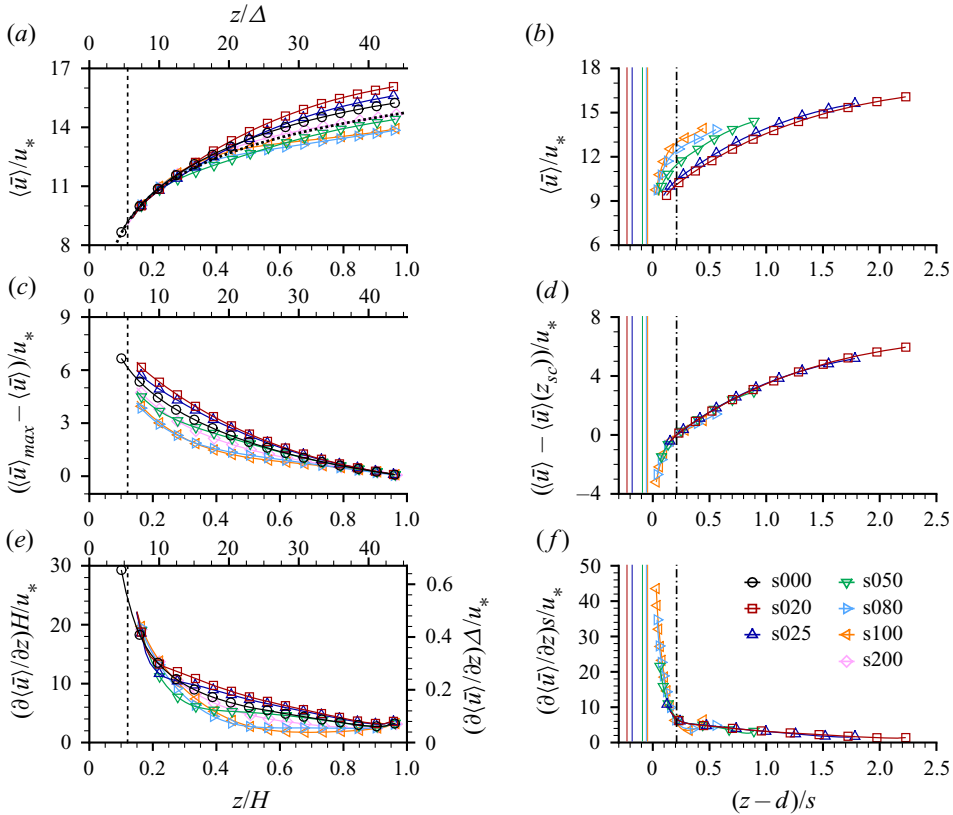 z/Δ
(a)
0 10 20 30 40
17
14
11
8
⟨ū⟩/u*
0 0.2 0.4 0.6 0.8 1.0
(b)
18
15
12
9
6
⟨ū⟩/u*
0 0.5 1.0 1.5 2.0 2.5
(c)
0 10 20 30 40
9
6
3
0
(⟨ū⟩max − ⟨ū⟩)/u*
0 0.2 0.4 0.6 0.8 1.0
(d)
8
4
0
−4
(⟨ū⟩ − ⟨ū⟩(zsc))/u*
0 0.5 1.0 1.5 2.0 2.5
(e)
0 10 20 30 40
30
20
10
0
(∂⟨ū⟩/∂z)H/u*
0.6
0.4
0.2
0
(∂⟨ū⟩/∂z)Δ/u*
0 0.2 0.4 0.6 0.8 1.0
z/H
(f)
50
40
30
20
10
0
(∂⟨ū⟩/∂z)s/u*
s000
s020
s025
s050
s080
s100
s200
0 0.5 1.0 1.5 2.0 2.5
(z − d)/s